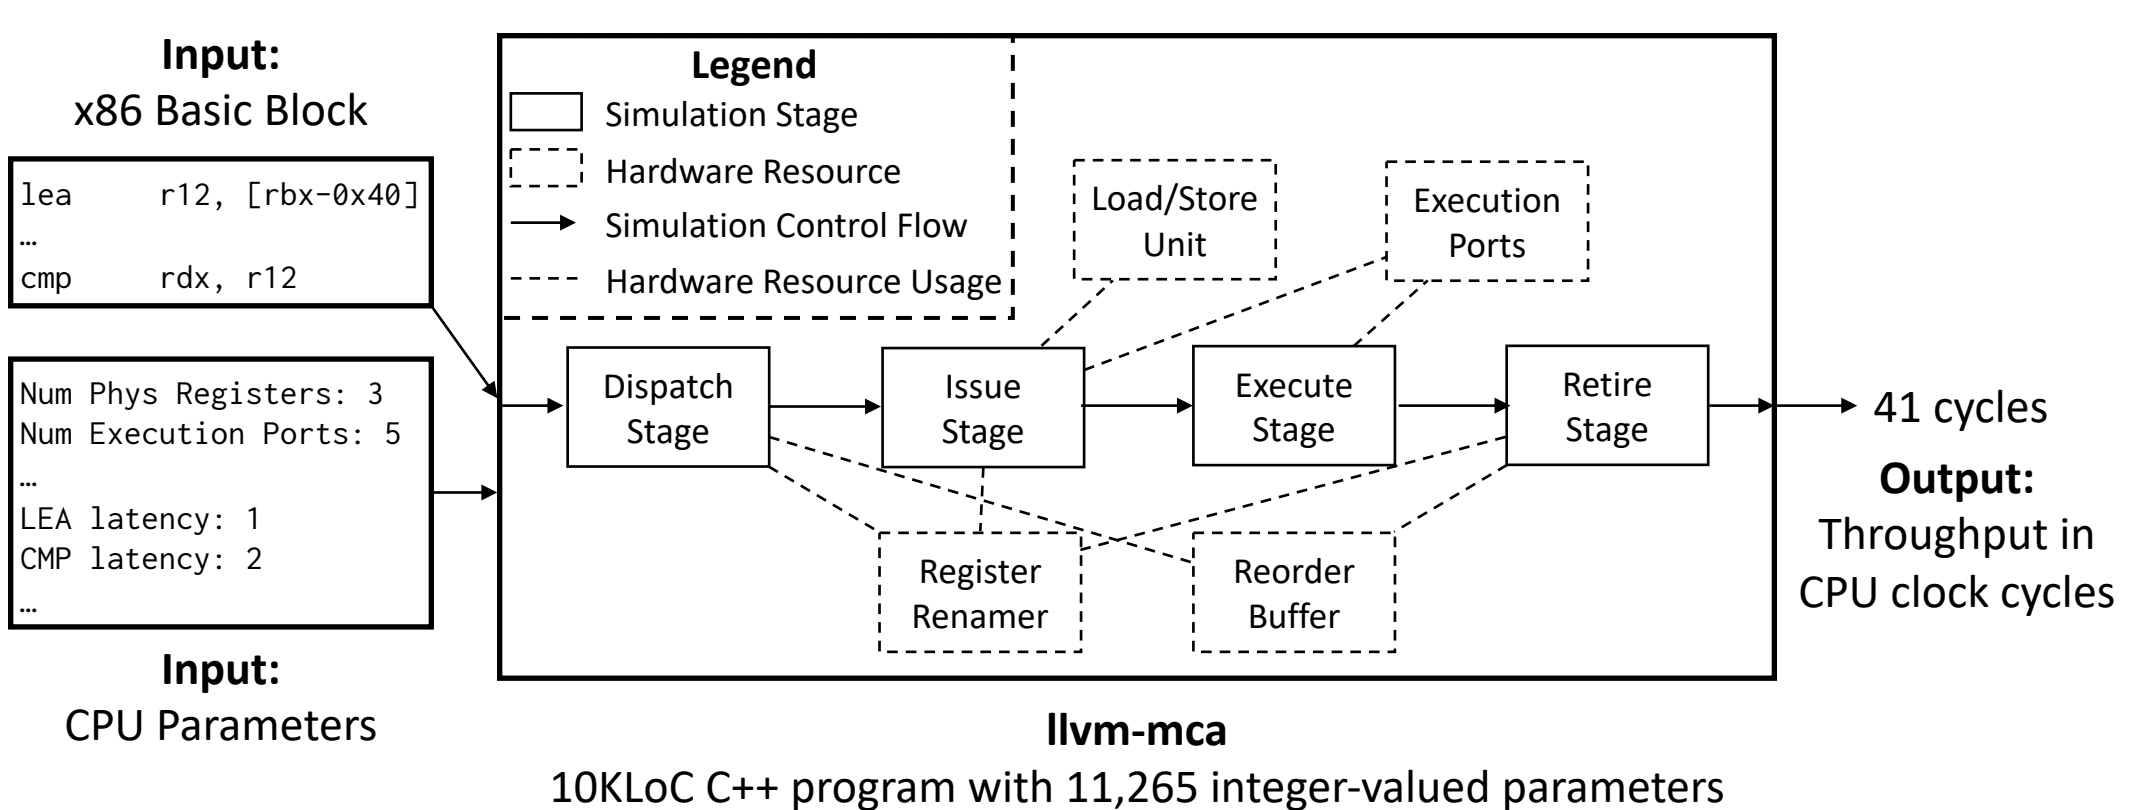 Input:
x86 Basic Block
lea r12, [rbx-0x40]
…
cmp rdx, r12
Num Phys Registers: 3
Num Execution Ports: 5
…
LEA latency: 1
CMP latency: 2
…
Input:
CPU Parameters
Legend
Simulation Stage
Hardware Resource
Simulation Control Flow
Hardware Resource Usage
Load/Store
Unit
Execution
Ports
Dispatch
Stage
Issue
Stage
Execute
Stage
Retire
Stage
Register
Renamer
Reorder
Buffer
41 cycles
Output:
Throughput in
CPU clock cycles
llvm-mca
10KLoC C++ program with 11,265 integer-valued parameters